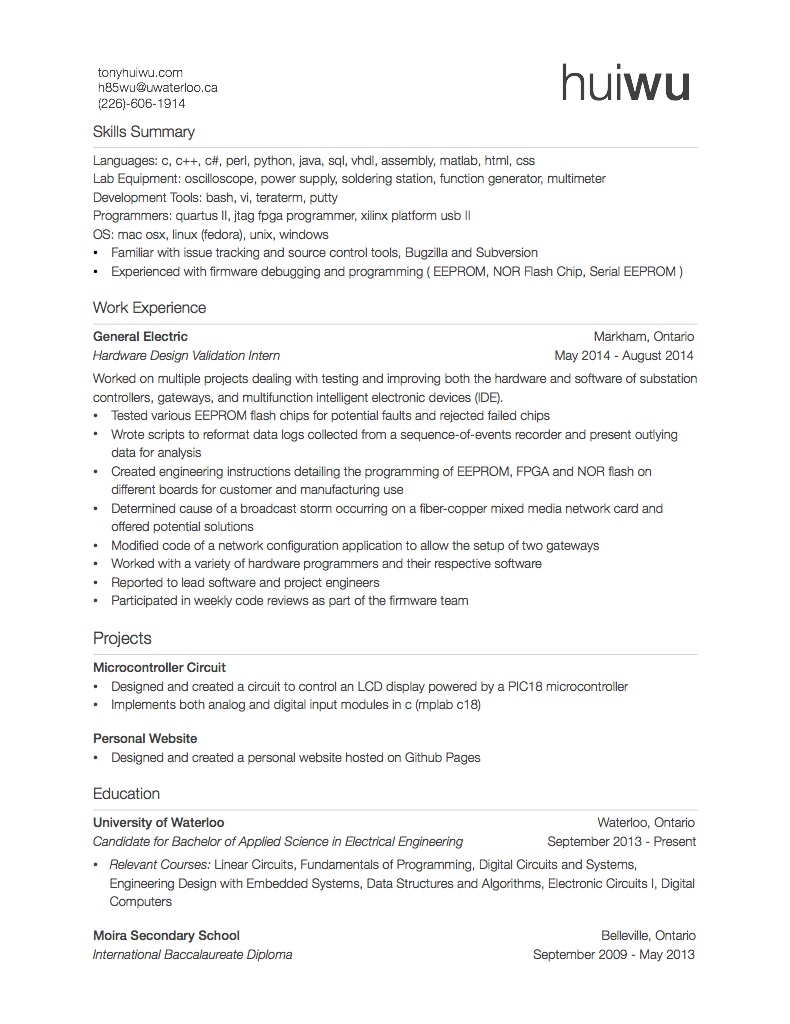 tonyhuiwu.com
h85wu@uwaterloo.ca
(226)-606-1914
huiwu
Skills Summary
Languages: c, c++, c#, perl, python, java, sql, vhdl, assembly, matlab, html, css
Lab Equipment: oscilloscope, power supply, soldering station, function generator, multimeter
Development Tools: bash, vi, teraterm, putty
Programmers: quartus II, jtag fpga programmer, xilinx platform usb II
OS: mac osx, linux (fedora), unix, windows
• Familiar with issue tracking and source control tools, Bugzilla and Subversion
• Experienced with firmware debugging and programming ( EEPROM, NOR Flash Chip, Serial EEPROM )
Work Experience
General Electric Markham, Ontario
Hardware Design Validation Intern May 2014 - August 2014
Worked on multiple projects dealing with testing and improving both the hardware and software of substation
controllers, gateways, and multifunction intelligent electronic devices (IDE).
• Tested various EEPROM flash chips for potential faults and rejected failed chips
• Wrote scripts to reformat data logs collected from a sequence-of-events recorder and present outlying
data for analysis
• Created engineering instructions detailing the programming of EEPROM, FPGA and NOR flash on
different boards for customer and manufacturing use
• Determined cause of a broadcast storm occurring on a fiber-copper mixed media network card and
offered potential solutions
• Modified code of a network configuration application to allow the setup of two gateways
• Worked with a variety of hardware programmers and their respective software
• Reported to lead software and project engineers
• Participated in weekly code reviews as part of the firmware team
Projects
Microcontroller Circuit
• Designed and created a circuit to control an LCD display powered by a PIC18 microcontroller
• Implements both analog and digital input modules in c (mplab c18)
Personal Website
• Designed and created a personal website hosted on Github Pages
Education
University of Waterloo Waterloo, Ontario
Candidate for Bachelor of Applied Science in Electrical Engineering September 2013 - Present
• Relevant Courses: Linear Circuits, Fundamentals of Programming, Digital Circuits and Systems,
Engineering Design with Embedded Systems, Data Structures and Algorithms, Electronic Circuits I, Digital
Computers
Moira Secondary School Belleville, Ontario
International Baccalaureate Diploma September 2009 - May 2013